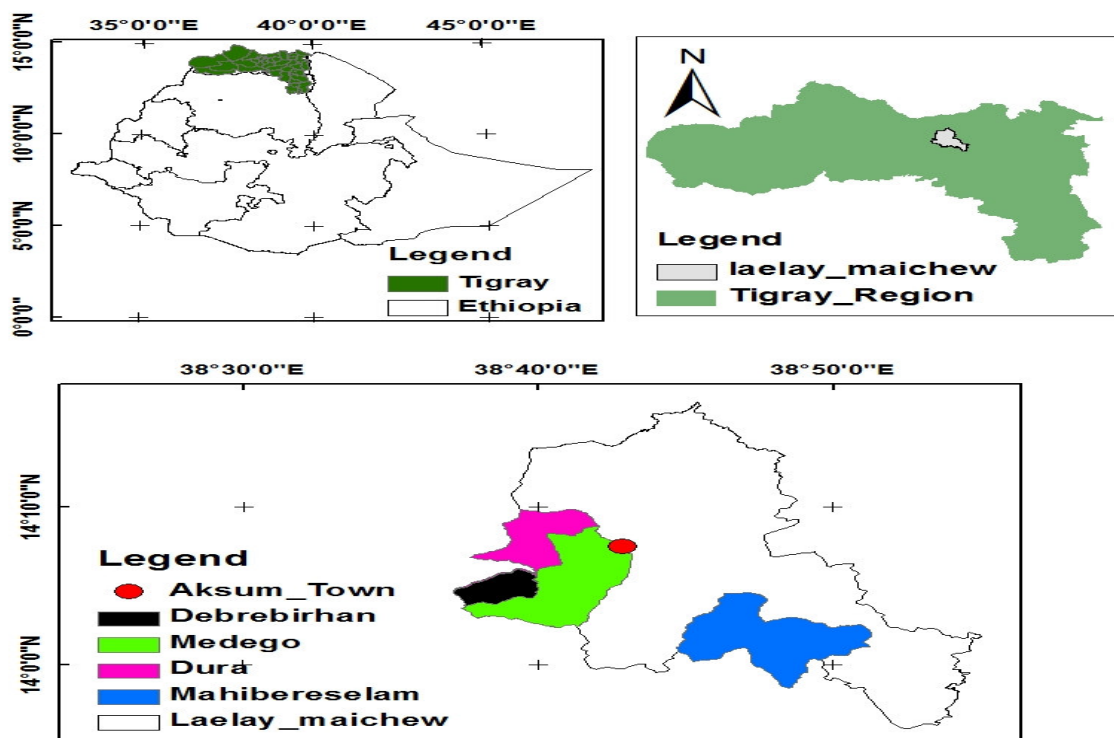 35°0'0"E 40°0'0"E 45°0'0"E
15°0'0"N
10°0'0"N
5°0'0"N
0°0'0"
Legend
Tigray
Ethiopia
N
Legend
laelay_maichew
Tigray_Region
38°30'0"E 38°40'0"E 38°50'0"E
14°10'0"N
14°0'0"N
Legend
Aksum_Town
Debrebirhan
Medego
Dura
Mahibereselam
Laelay_maichew